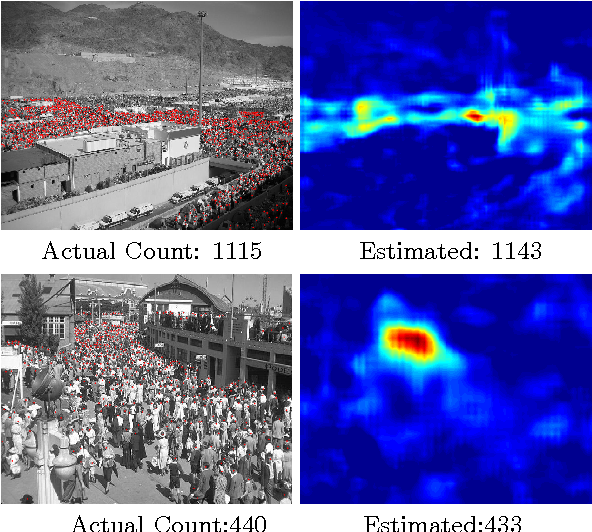 Actual Count: 1115
Estimated: 1143
Actual Count:440
Estimated:433